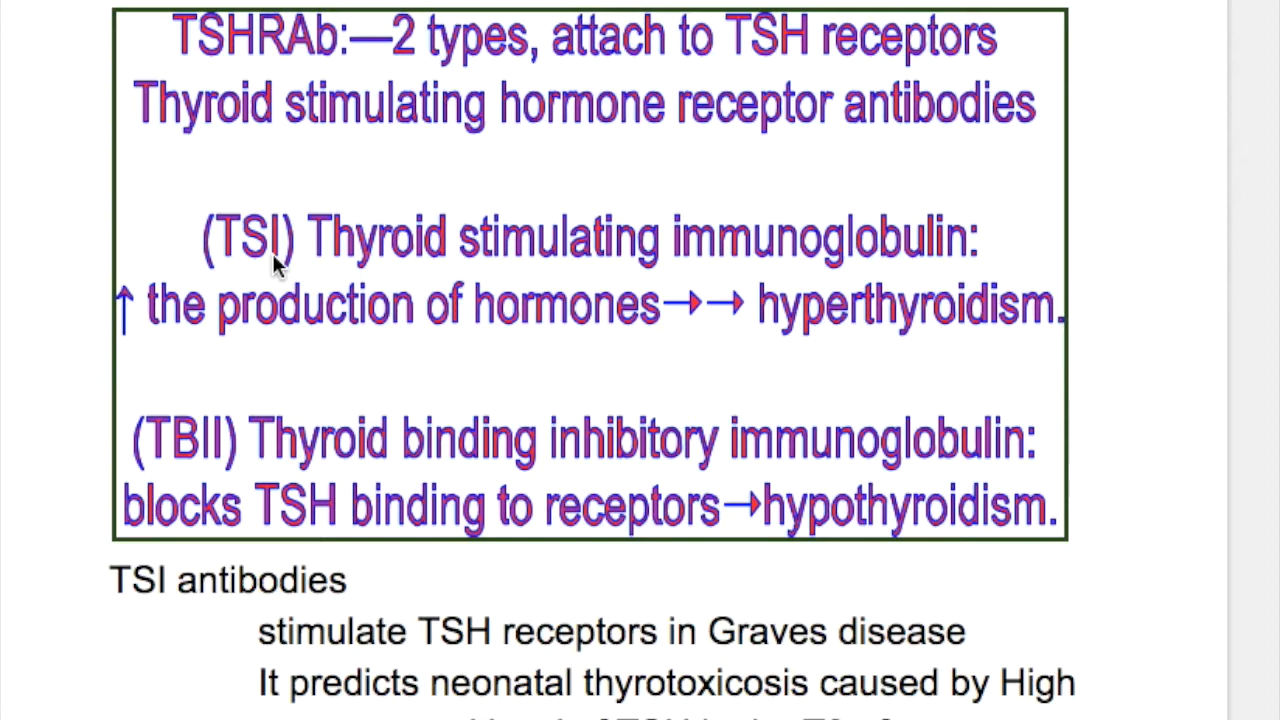 TSHRAb:—2 types, attach to TSH receptors
Thyroid stimulating hormone receptor antibodies
(TSI) Thyroid stimulating immunoglobulin:
↑ the production of hormones→→ hyperthyroidism.
(TBII) Thyroid binding inhibitory immunoglobulin:
blocks TSH binding to receptors→hypothyroidism.
TSI antibodies
stimulate TSH receptors in Graves disease
It predicts neonatal thyrotoxicosis caused by High